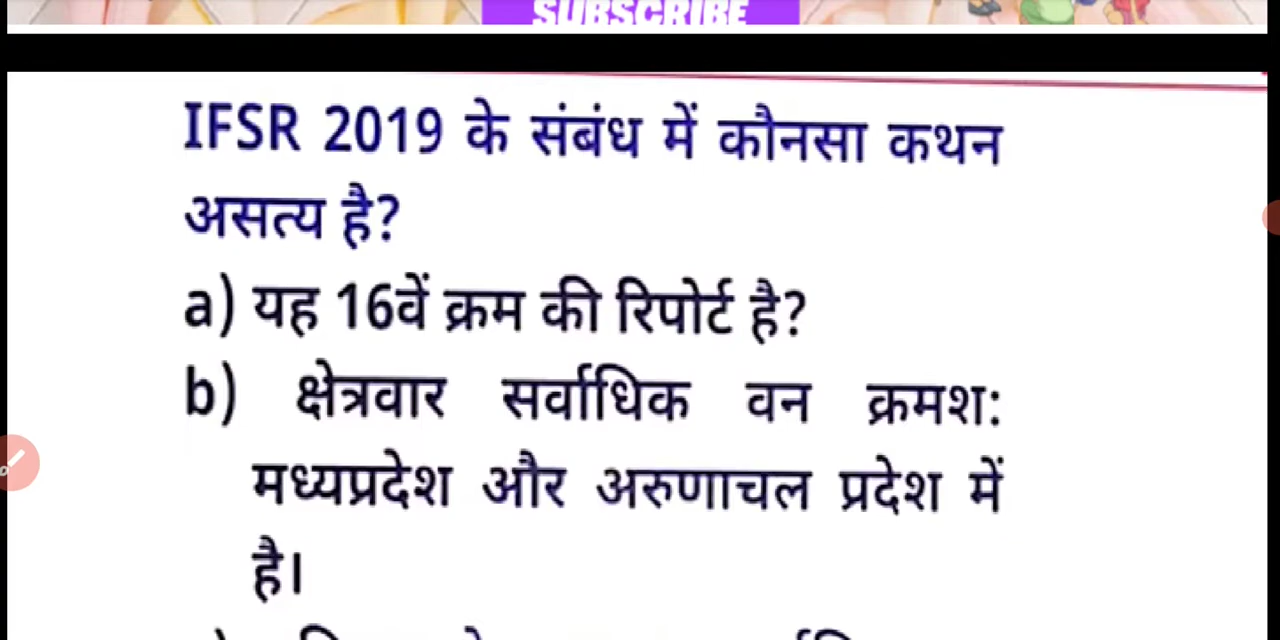 SUBSCRIBE
IFSR 2019 के संबंध में कौनसा कथन
असत्य है?
a) यह 16वें क्रम की रिपोर्ट है?
b) क्षेत्रवार सर्वाधिक वन क्रमश:
मध्यप्रदेश और अरुणाचल प्रदेश में
है।